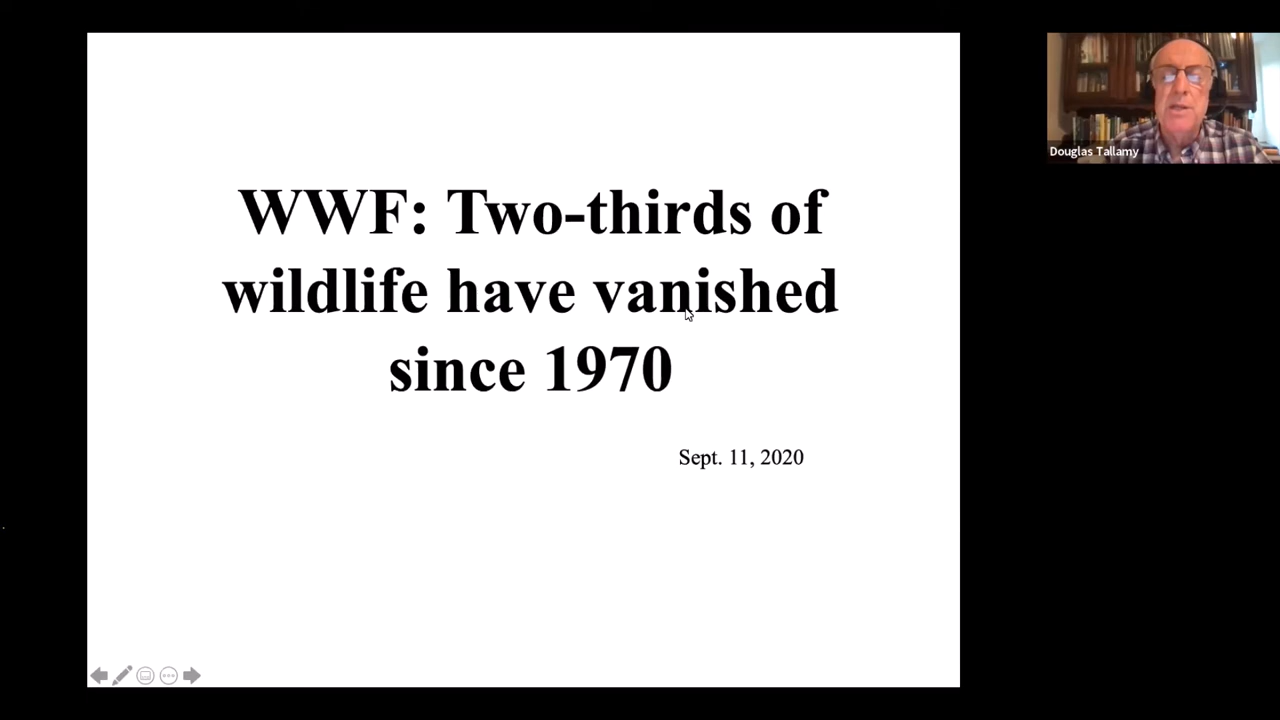 WWF: Two-thirds of
wildlife have vanished
since 1970
Sept. 11, 2020
Douglas Tallamy